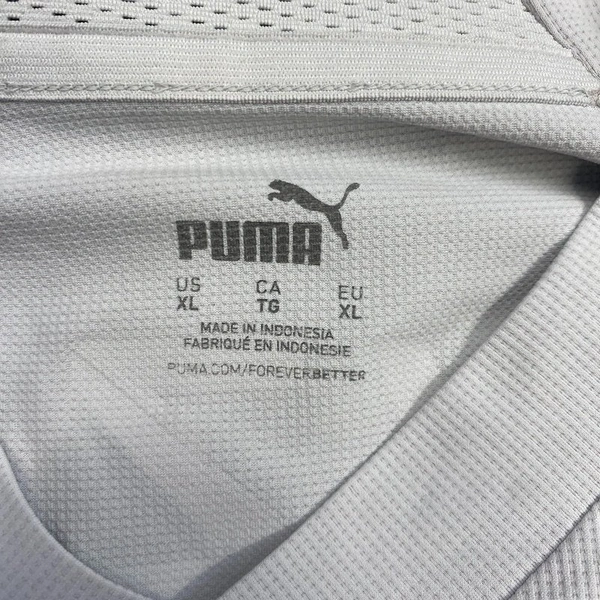 PUMA
US CA EU
XL TG XL
MADE IN INDONESIA
FABRIQUÉ EN INDONESIE
PUMA.COM/FOREVERBETTER